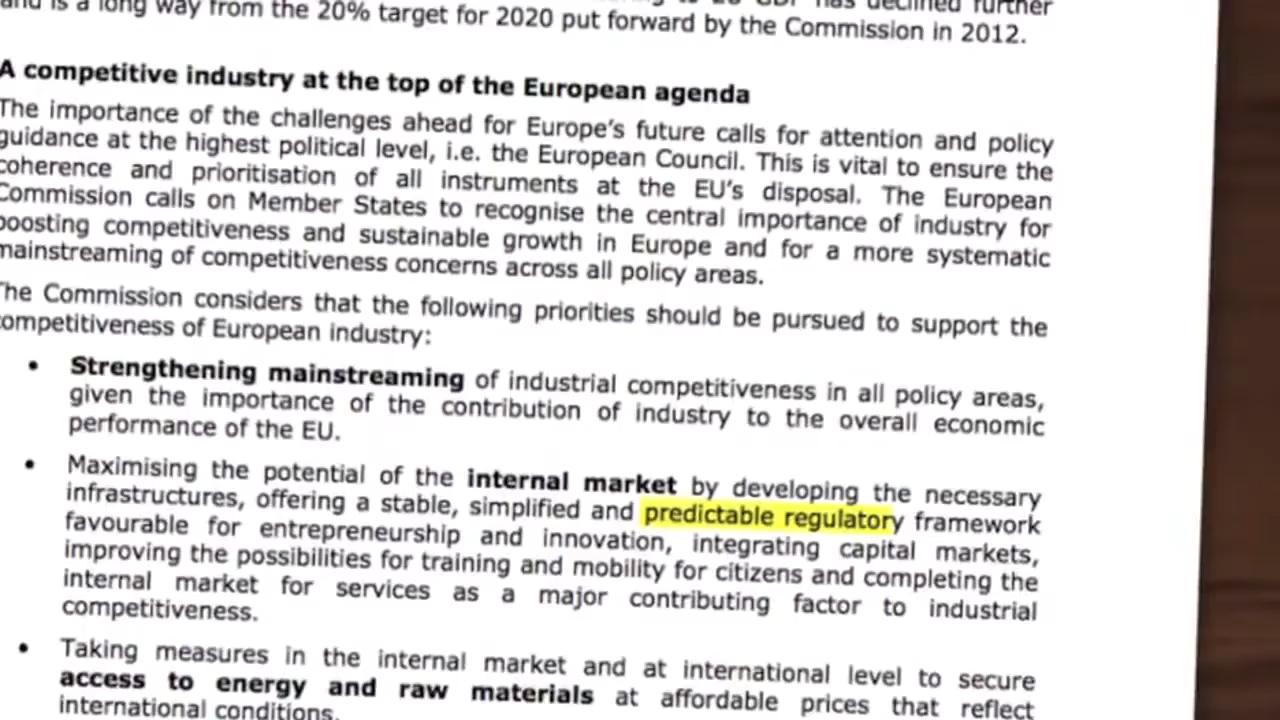 and is a long way from the 20% target for 2020 put forward by the Commission in 2012.
A competitive industry at the top of the European agenda
The importance of the challenges ahead for Europe's future calls for attention and policy
guidance at the highest political level, i.e. the European Council. This is vital to ensure the
coherence and prioritisation of all instruments at the EU's disposal. The European
Commission calls on Member States to recognise the central importance of industry for
boosting competitiveness and sustainable growth in Europe and for a more systematic
mainstreaming of competitiveness concerns across all policy areas.
The Commission considers that the following priorities should be pursued to support the
competitiveness of European industry:
• Strengthening mainstreaming of industrial competitiveness in all policy areas,
given the importance of the contribution of industry to the overall economic
performance of the EU.
• Maximising the potential of the internal market by developing the necessary
infrastructures, offering a stable, simplified and predictable regulatory framework
favourable for entrepreneurship and innovation, integrating capital markets,
improving the possibilities for training and mobility for citizens and completing the
internal market for services as a major contributing factor to industrial
competitiveness.
• Taking measures in the internal market and at international level to secure
access to energy and raw materials at affordable prices that reflect
international conditions.